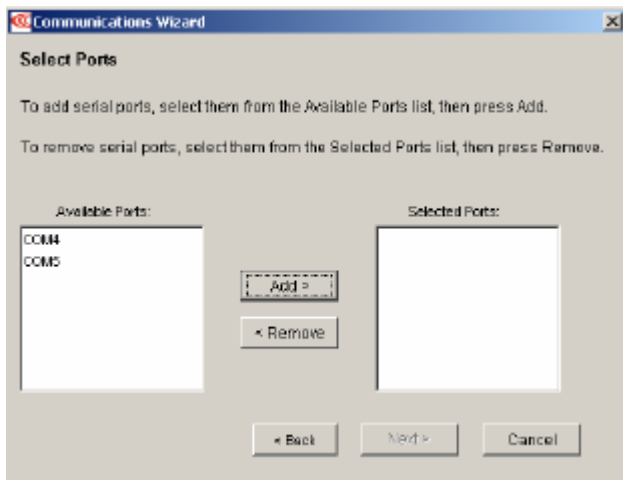 Communications Wizard
Select Ports
To add serial ports, select them from the Available Ports list, then press Add.
To remove serial ports, select them from the Selected Ports list, then press Remove.
Available Ports:
Selected Ports:
COM4
COM5
Add >
< Remove
< Back
Next >
Cancel